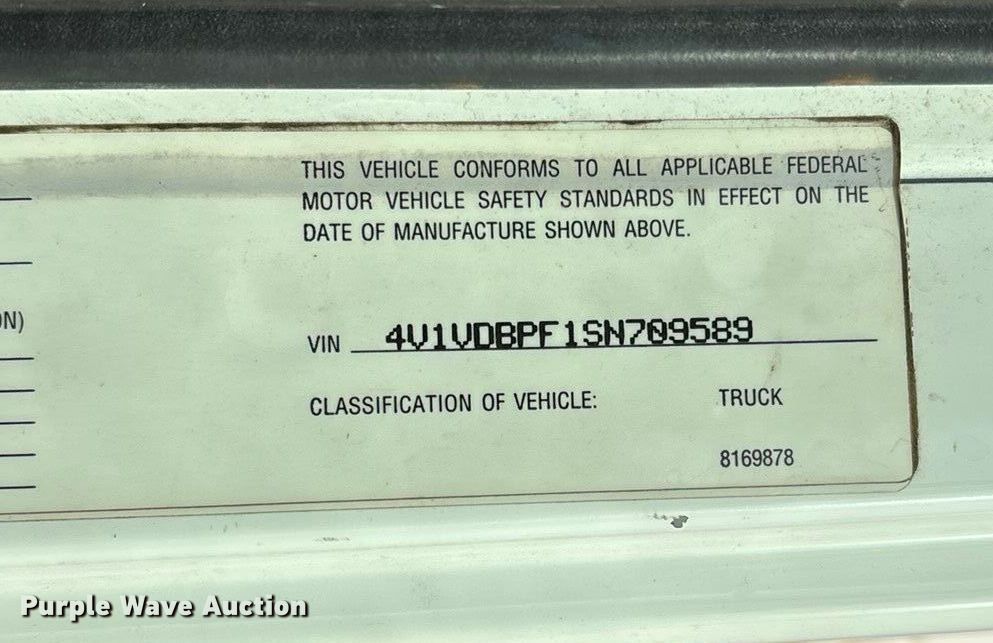 THIS VEHICLE CONFORMS TO ALL APPLICABLE FEDERAL
MOTOR VEHICLE SAFETY STANDARDS IN EFFECT ON THE
DATE OF MANUFACTURE SHOWN ABOVE.
ON)
VIN 4V1VDBPF1SN709589
CLASSIFICATION OF VEHICLE: TRUCK
8169878
Purple Wave Auction